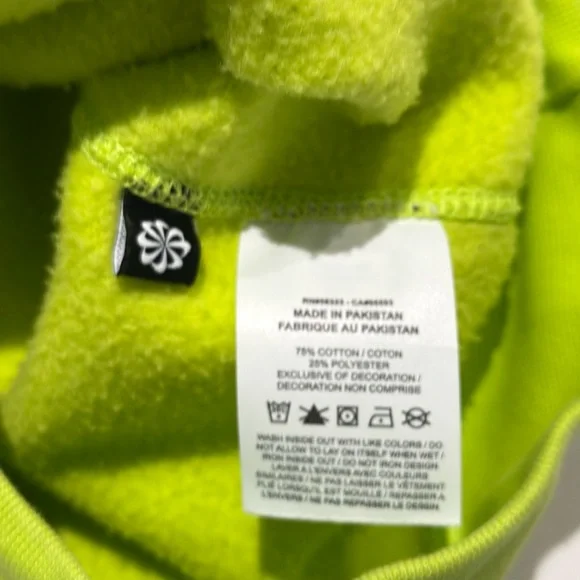 MADE IN PAKISTAN
FABRIQUE AU PAKISTAN
75% COTTON / COTON
25% POLYESTER
EXCLUSIVE OF DECORATION /
DECORATION NON COMPRISE
WASH INSIDE OUT WITH LIKE COLORS / DO
NOT ALLOW TO LAY ON ITSELF WHEN WET /
IRON INSIDE OUT / DO NOT IRON DESIGN
LAVER A L'ENVERS AVEC COULEURS
SIMILAIRES / NE PAS LAISSER LE VÊTEMENT
PLIE LORSQU'IL EST MOUILLE / REPASSER A
L'ENVERS / NE PAS REPASSER LE DESSIN